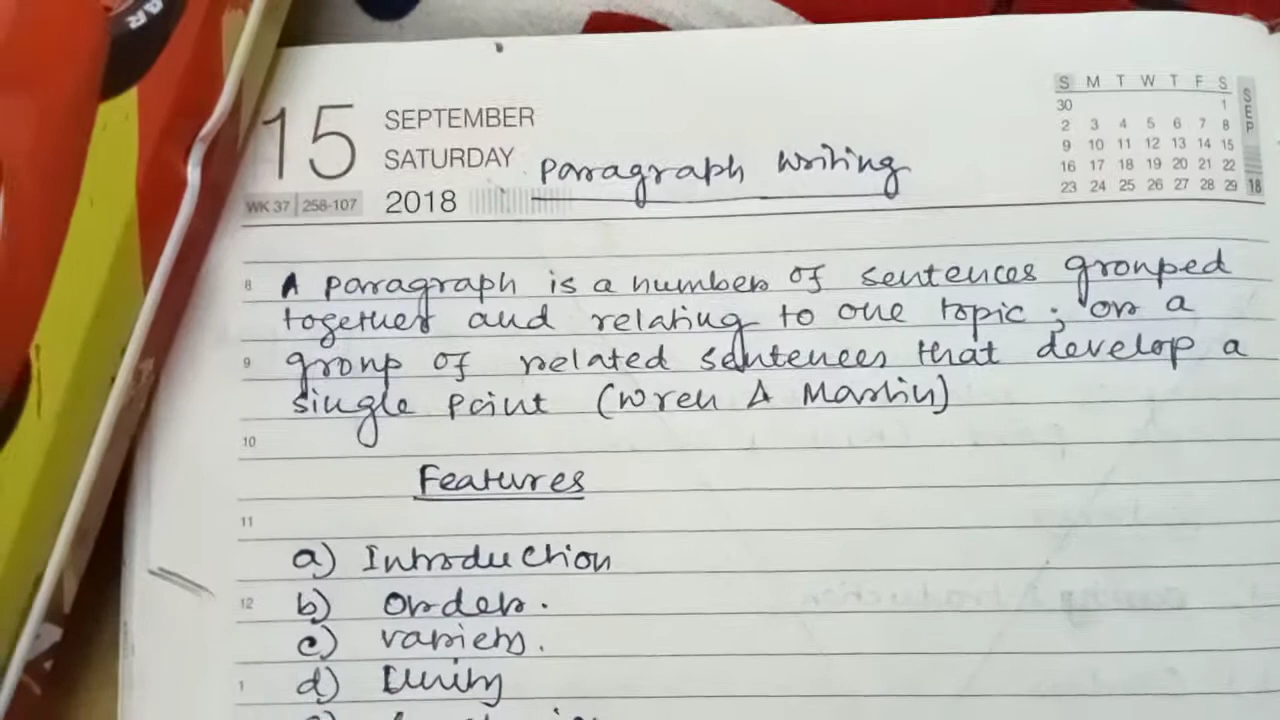 15
SEPTEMBER
SATURDAY
2018
WK 37 258-107
S M T W T F S
30 1
2 3 4 5 6 7 8
9 10 11 12 13 14 15
16 17 18 19 20 21 22
23 24 25 26 27 28 29
SEP
18
Paragraph Writing
8 A paragraph is a number of sentences grouped
together and relating to one topic; or a
9 group of related sentences that develop a
single point (Wren & Martin)
10
Features
11
a) Introduction
12 b) Order.
c) variety.
1 d) Unity